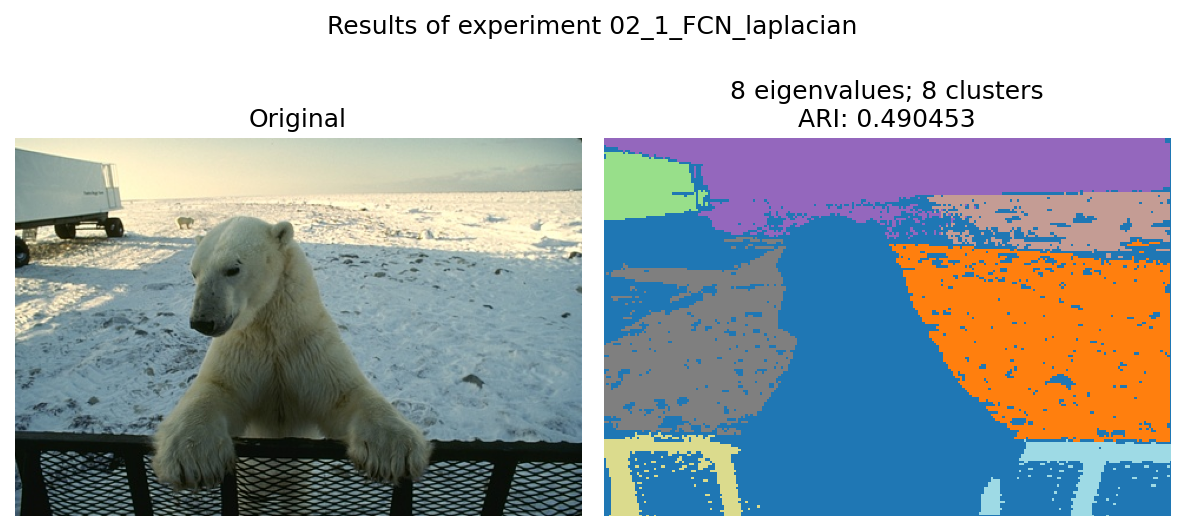 Results of experiment 02_1_FCN_laplacian
Original
8 eigenvalues; 8 clusters
ARI: 0.490453